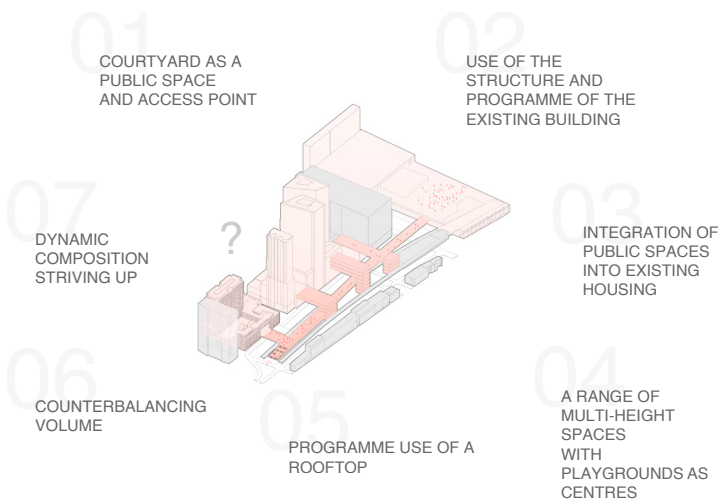 01
COURTYARD AS A
PUBLIC SPACE
AND ACCESS POINT
02
USE OF THE
STRUCTURE AND
PROGRAMME OF THE
EXISTING BUILDING
03
INTEGRATION OF
PUBLIC SPACES
INTO EXISTING
HOUSING
04
A RANGE OF
MULTI-HEIGHT
SPACES
WITH
PLAYGROUNDS AS
CENTRES
05
PROGRAMME USE OF A
ROOFTOP
06
COUNTERBALANCING
VOLUME
07
DYNAMIC
COMPOSITION
STRIVING UP
?